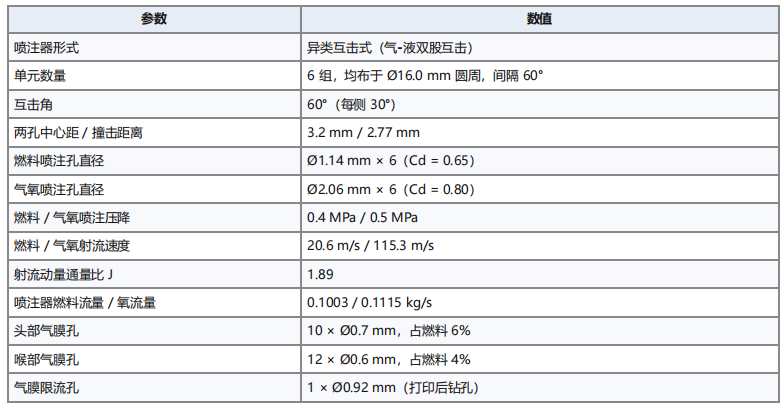 参数 数值
喷注器形式 异类互击式（气-液双股互击）
单元数量 6 组，均布于 Ø16.0 mm 圆周，间隔 60°
互击角 60°（每侧 30°）
两孔中心距 / 撞击距离 3.2 mm / 2.77 mm
燃料喷注孔直径 Ø1.14 mm × 6（Cd = 0.65）
气氧喷注孔直径 Ø2.06 mm × 6（Cd = 0.80）
燃料 / 气氧喷注压降 0.4 MPa / 0.5 MPa
燃料 / 气氧射流速度 20.6 m/s / 115.3 m/s
射流动量通量比 J 1.89
喷注器燃料流量 / 氧流量 0.1003 / 0.1115 kg/s
头部气膜孔 10 × Ø0.7 mm，占燃料 6%
喉部气膜孔 12 × Ø0.6 mm，占燃料 4%
气膜限流孔 1 × Ø0.92 mm（打印后钻孔）